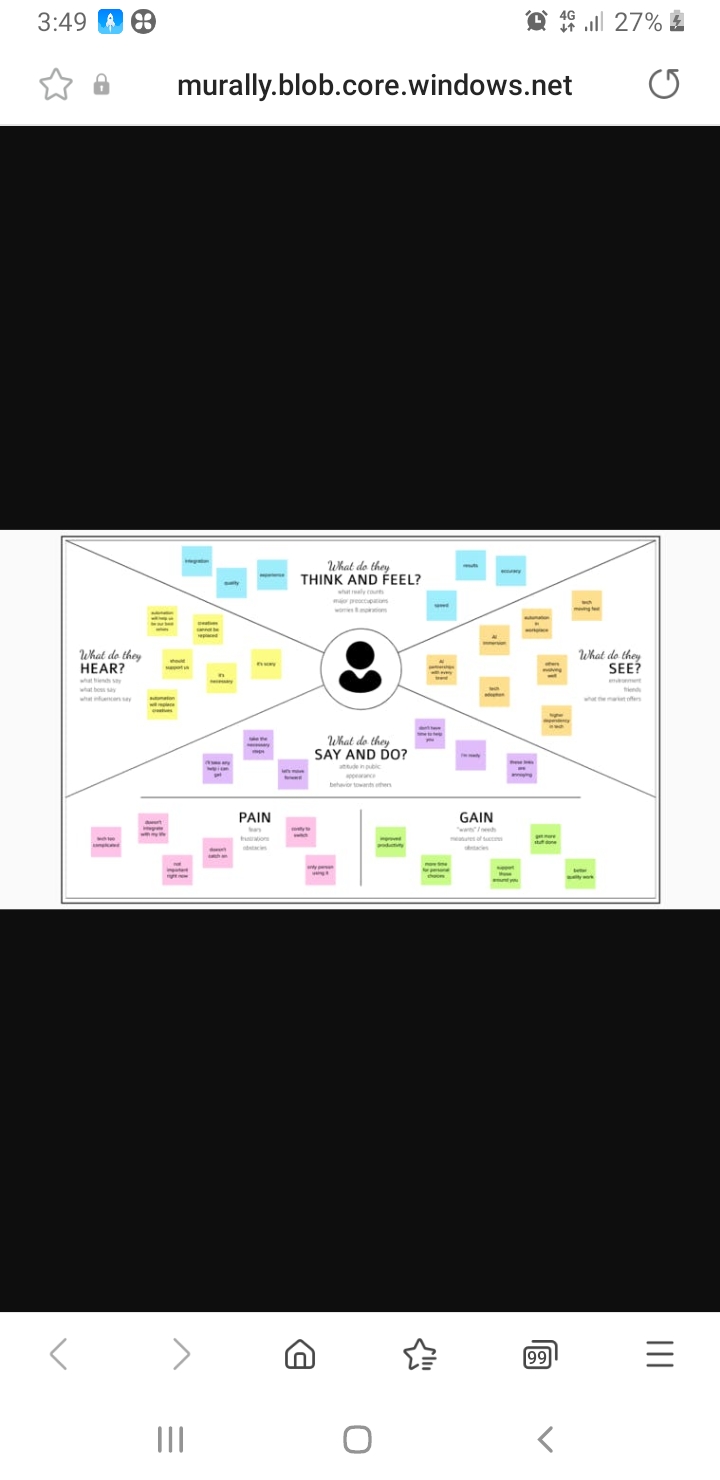 3:49
4G
27%
murally.blob.core.windows.net
integration
quality
experience
What do they
THINK AND FEEL?
what really counts
major preoccupations
worries & aspirations
results
accuracy
speed
What do they
HEAR?
what friends say
what boss say
what influencers say
automation
will help us
be our best
selves
creatives
cannot be
replaced
should
support us
it's
necessary
it's scary
automation
will replace
creatives
What do they
SEE?
environment
friends
what the market offers
tech
moving fast
automation
in
workplace
AI
immersion
AI
partnerships
with every
brand
others
evolving
well
tech
adoption
higher
dependency
in tech
What do they
SAY AND DO?
attitude in public
appearance
behavior towards others
take the
necessary
steps
I'll take any
help I can
get
let's move
forward
don't have
time to help
you
I'm ready
these links
are
annoying
PAIN
fears
frustrations
obstacles
tech too
complicated
doesn't
integrate
with my life
not
important
right now
doesn't
catch on
costly to
switch
only person
using it
GAIN
"wants" / needs
measures of success
obstacles
improved
productivity
more time
for personal
choices
support
those
around you
get more
stuff done
better
quality work
99